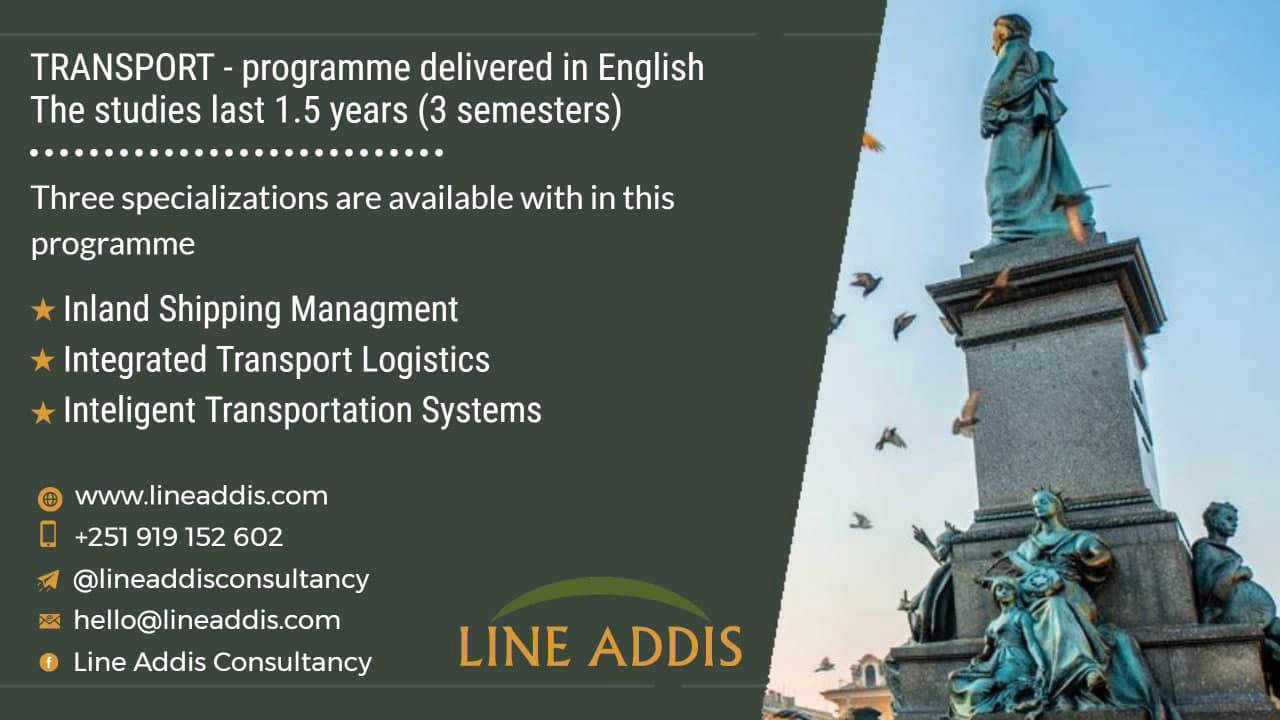 TRANSPORT - programme delivered in English
The studies last 1.5 years (3 semesters)
Three specializations are available with in this
programme
Inland Shipping Managment
Integrated Transport Logistics
Inteligent Transportation Systems
www.lineaddis.com
+251 919 152 602
@lineaddisconsultancy
hello@lineaddis.com
Line Addis Consultancy
LINE ADDIS